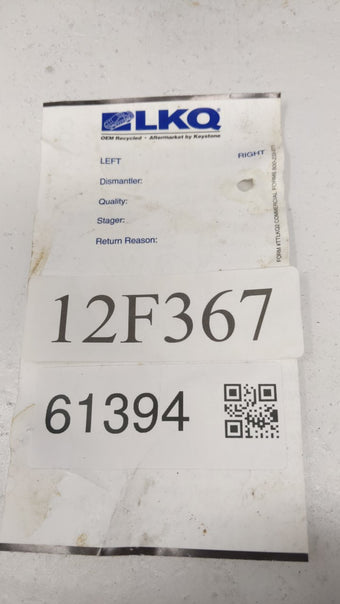 LKQ
OEM Recycled • Aftermarket by Keystone
LEFT RIGHT
Dismantler:
Quality:
Stager:
Return Reason:
12F367
61394